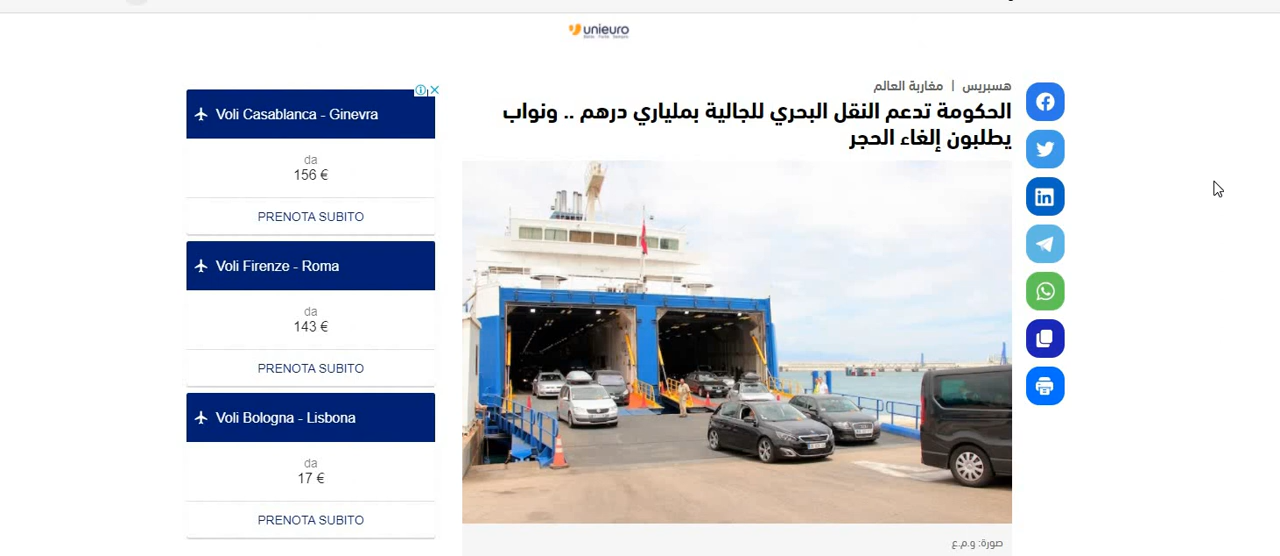 unieuro
هسبريس | مغاربة العالم
الحكومة تدعم النقل البحري للجالية بملياري درهم .. ونواب
يطلبون إلغاء الحجر
Voli Casablanca - Ginevra
da
156 €
PRENOTA SUBITO
Voli Firenze - Roma
da
143 €
PRENOTA SUBITO
Voli Bologna - Lisbona
da
17 €
PRENOTA SUBITO
صورة: و.م.ع